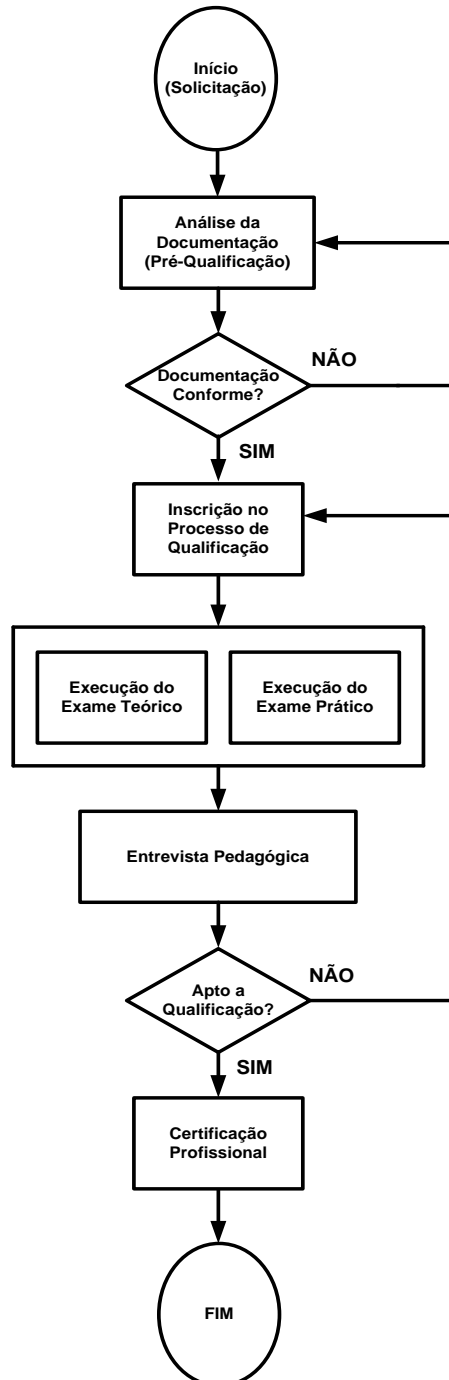 Início
(Solicitação)
Análise da
Documentação
(Pré-Qualificação)
Documentação
Conforme?
NÃO
SIM
Inscrição no
Processo de
Qualificação
Execução do
Exame Teórico
Execução do
Exame Prático
Entrevista Pedagógica
Apto a
Qualificação?
NÃO
SIM
Certificação
Profissional
FIM